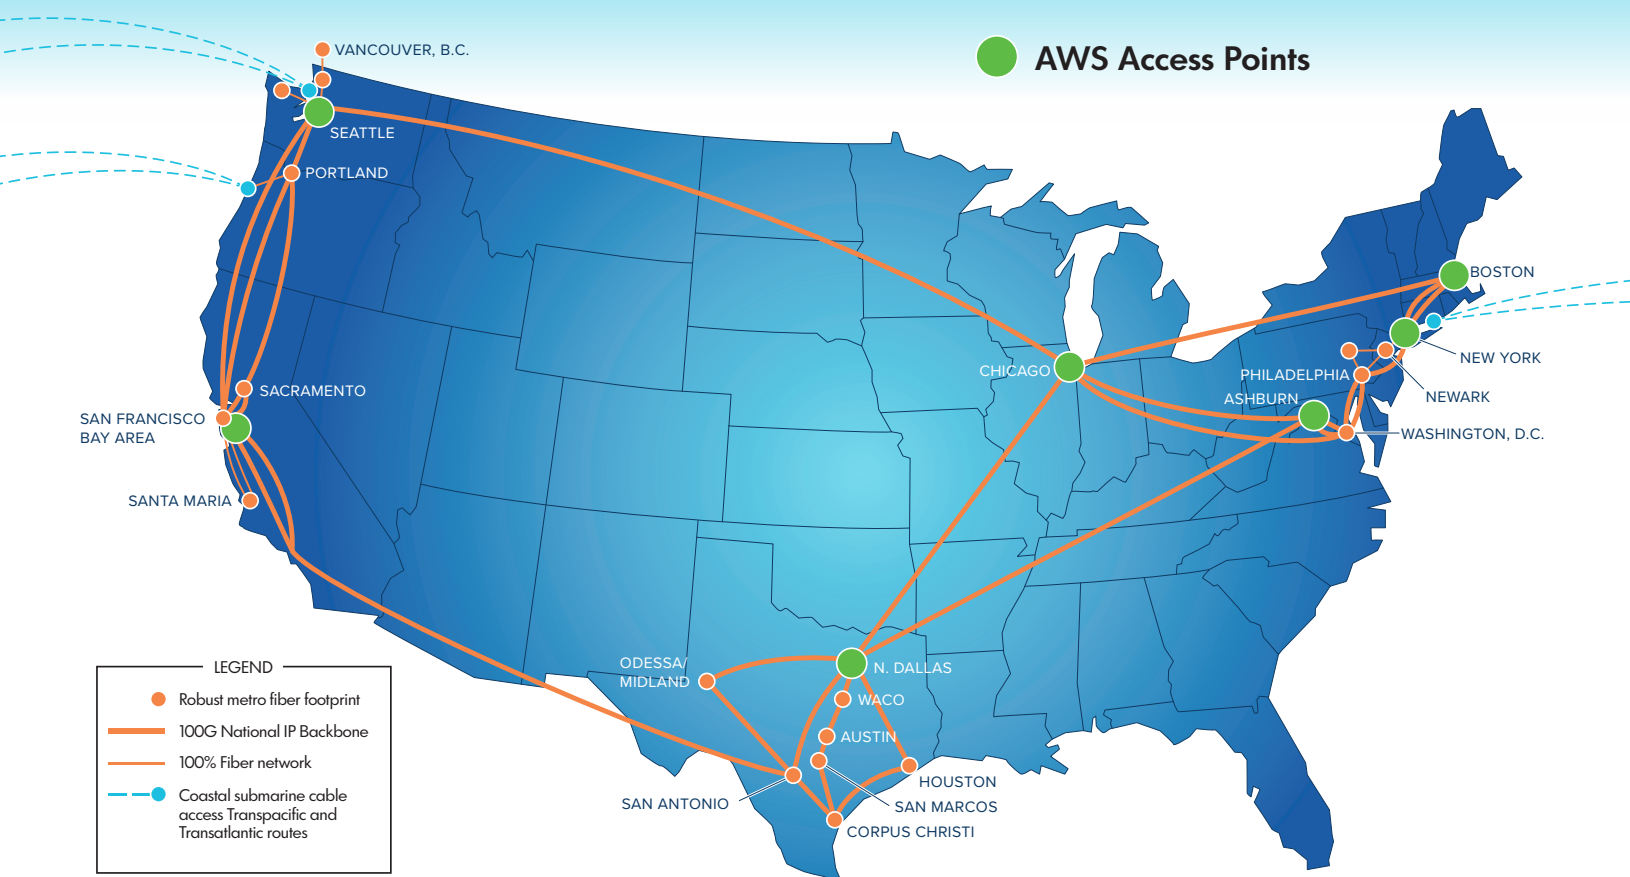 VANCOUVER, B.C.
AWS Access Points
SEATTLE
PORTLAND
BOSTON
NEW YORK
CHICAGO
PHILADELPHIA
SACRAMENTO
NEWARK
ASHBURN
SAN FRANCISCO
BAY AREA
WASHINGTON, D.C.
SANTA MARIA
ODESSA/
MIDLAND
N. DALLAS
WACO
AUSTIN
HOUSTON
SAN ANTONIO
SAN MARCOS
CORPUS CHRISTI
LEGEND
Robust metro fiber footprint
100G National IP Backbone
100% Fiber network
Coastal submarine cable
access Transpacific and
Transatlantic routes